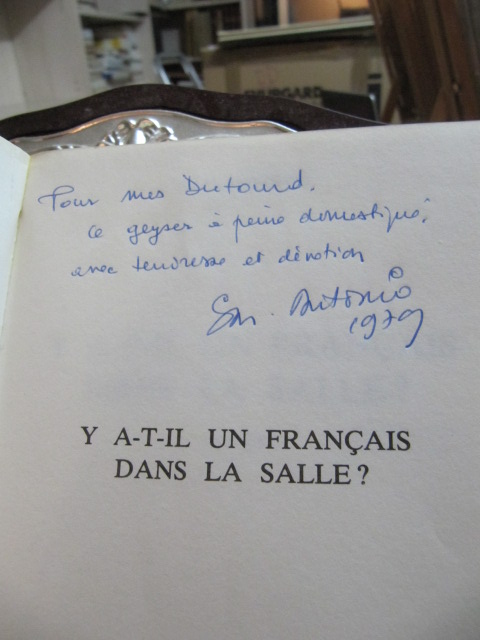 Pour mes Dutourd.
ce geyser à peine domestiqué,
avec tendresse et dévotion
San. Antonio
1979
Y A-T-IL UN FRANÇAIS
DANS LA SALLE ?